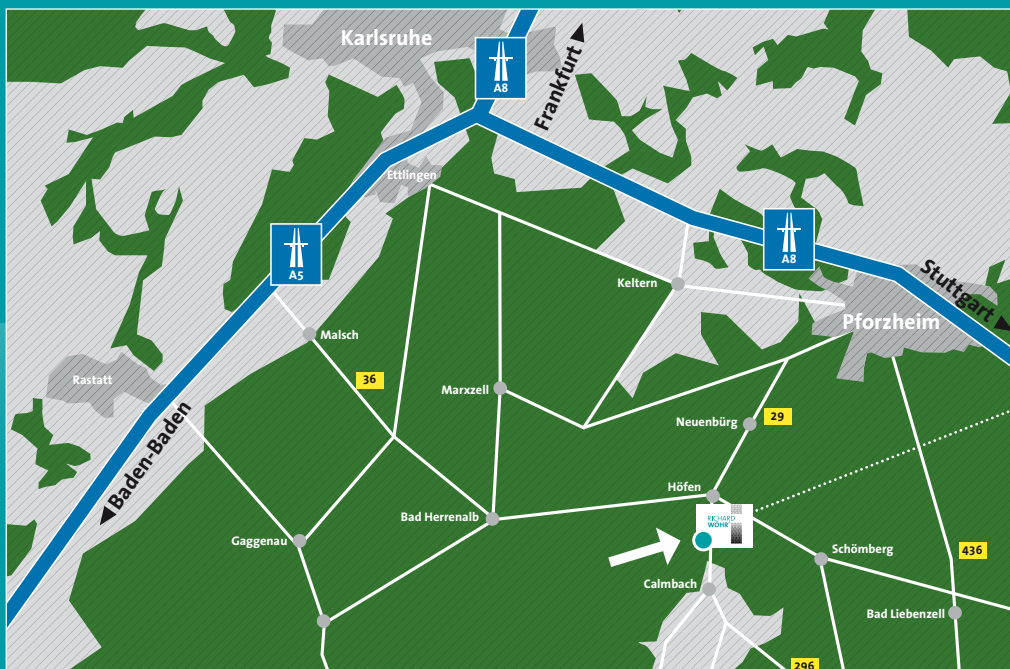 Karlsruhe
A8
Frankfurt
Ettlingen
A5
A8
Keltern
Stuttgart
Pforzheim
Malsch
Rastatt
36
Marxzell
Baden-Baden
29
Neuenbürg
Höfen
RICHARD
WÖHR
Bad Herrenalb
Gaggenau
Schömberg
436
Calmbach
Bad Liebenzell
296